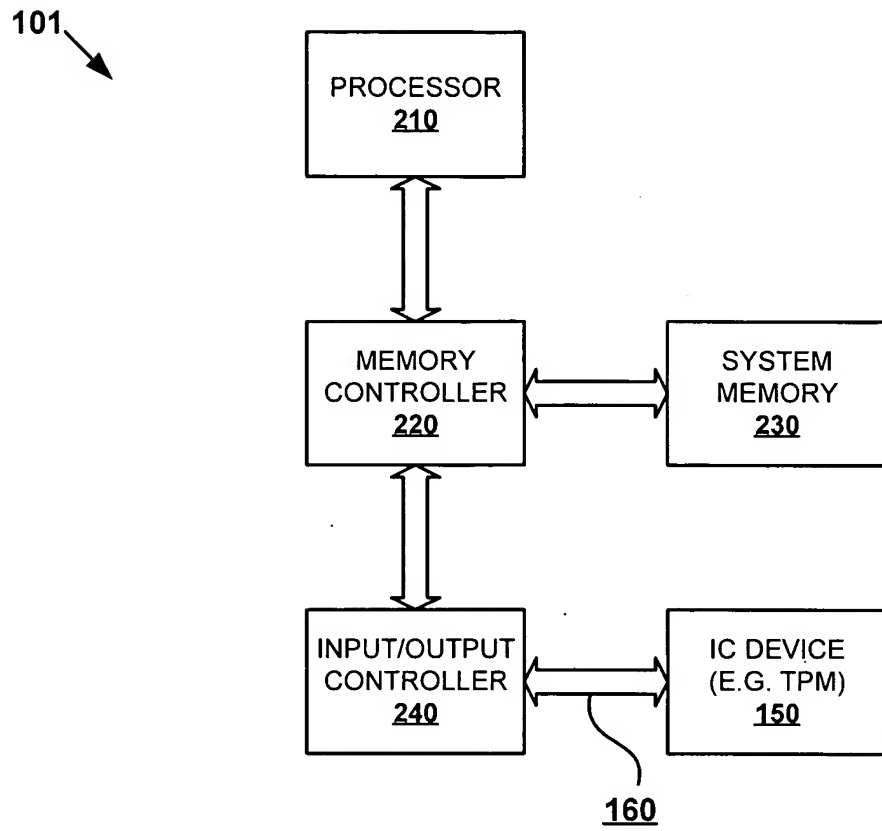 101
PROCESSOR
210
MEMORY
CONTROLLER
220
SYSTEM
MEMORY
230
INPUT/OUTPUT
CONTROLLER
240
IC DEVICE
(E.G. TPM)
150
160